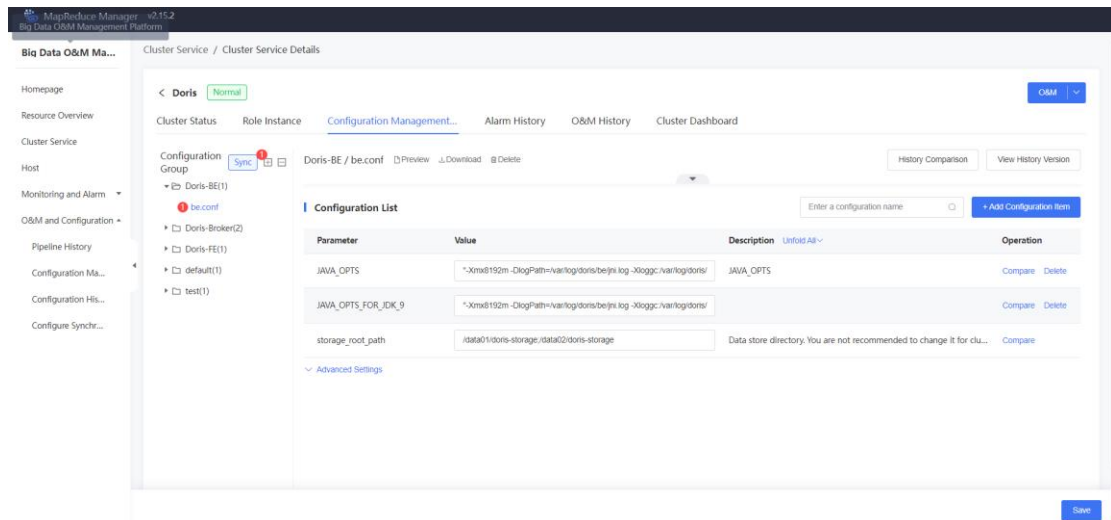 MapReduce Manager v2.15.2
Big Data O&M Management Platform
Big Data O&M Ma...
Cluster Service / Cluster Service Details
Homepage
Resource Overview
Cluster Service
Host
Monitoring and Alarm
O&M and Configuration
Pipeline History
Configuration Ma...
Configuration His...
Configure Synchr...
Doris Normal
O&M
Cluster Status Role Instance Configuration Management... Alarm History O&M History Cluster Dashboard
Configuration Group Sync 1
Doris-BE(1)
1 be.conf
Doris-Broker(2)
Doris-FE(1)
default(1)
test(1)
Doris-BE / be.conf Preview Download Delete
History Comparison View History Version
Configuration List
Enter a configuration name
+ Add Configuration Item
Parameter Value Description Unfold All Operation
JAVA_OPTS "-Xmx8192m -DlogPath=/var/log/doris/be/jni.log -Xloggc:/var/log/doris/ JAVA_OPTS Compare Delete
JAVA_OPTS_FOR_JDK_9 "-Xmx8192m -DlogPath=/var/log/doris/be/jni.log -Xloggc:/var/log/doris/ Compare Delete
storage_root_path /data01/doris-storage;/data02/doris-storage Data store directory. You are not recommended to change it for clu... Compare
Advanced Settings
Save